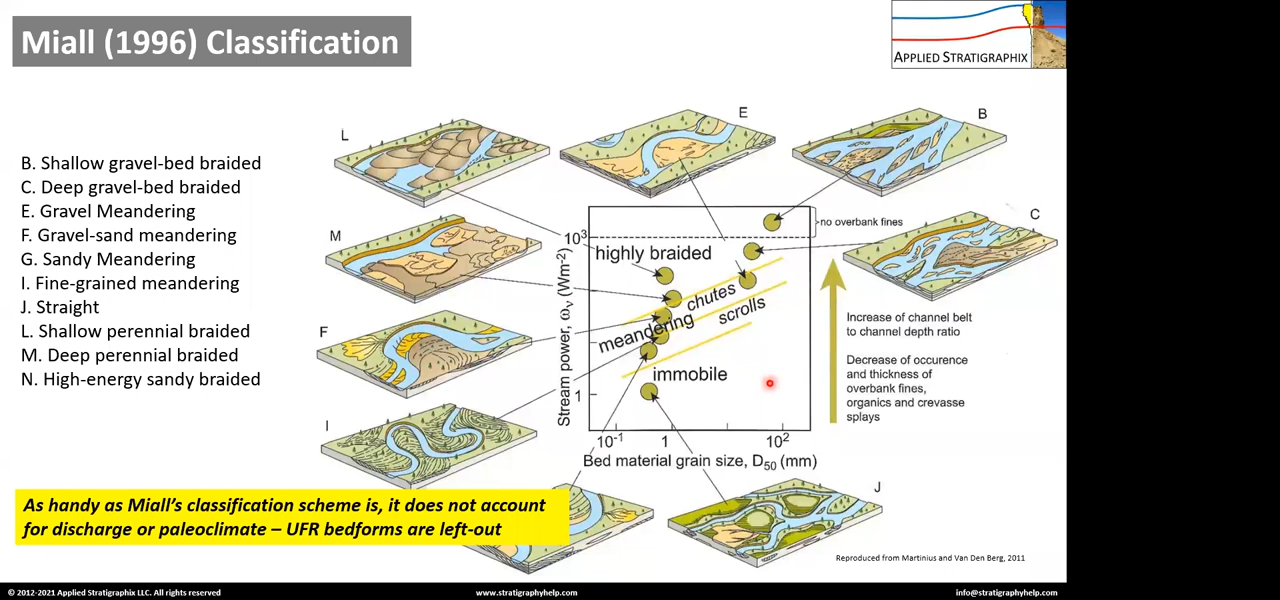 Miall (1996) Classification
APPLIED STRATIGRAPHIX
B. Shallow gravel-bed braided
C. Deep gravel-bed braided
E. Gravel Meandering
F. Gravel-sand meandering
G. Sandy Meandering
I. Fine-grained meandering
J. Straight
L. Shallow perennial braided
M. Deep perennial braided
N. High-energy sandy braided
L
E
B
M
C
F
I
J
no overbank fines
10³
highly braided
chutes
scrolls
meandering
immobile
1
Stream power, ωv (Wm-2)
10-1
1
10²
Bed material grain size, D50 (mm)
Increase of channel belt
to channel depth ratio
Decrease of occurence
and thickness of
overbank fines,
organics and crevasse
splays
As handy as Miall's classification scheme is, it does not account
for discharge or paleoclimate – UFR bedforms are left-out
Reproduced from Martinius and Van Den Berg, 2011
© 2012-2021 Applied Stratigraphix LLC. All rights reserved
www.stratigraphyhelp.com
info@stratigraphyhelp.com